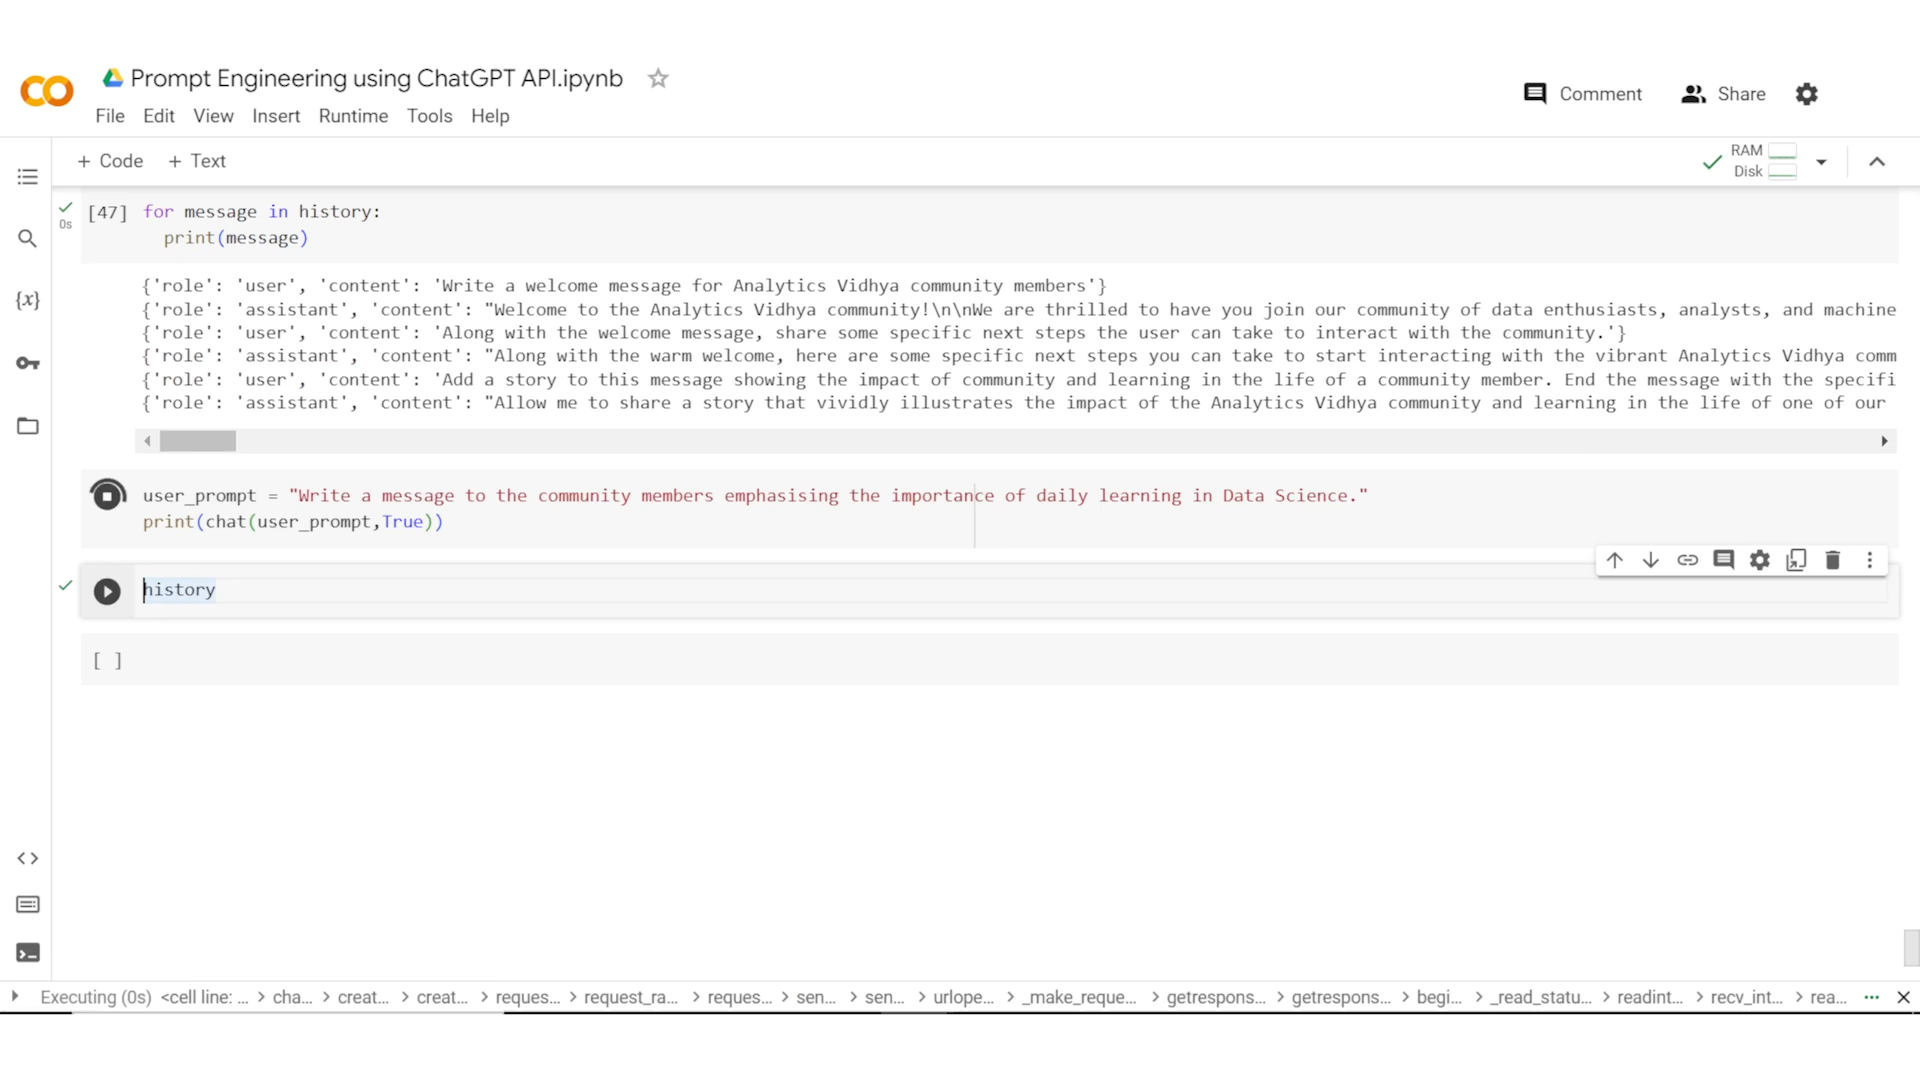 Prompt Engineering using ChatGPT API.ipynb
File Edit View Insert Runtime Tools Help
Comment Share
+ Code + Text
RAM
Disk
0s
[47] for message in history:
print(message)
{'role': 'user', 'content': 'Write a welcome message for Analytics Vidhya community members'}
{'role': 'assistant', 'content': "Welcome to the Analytics Vidhya community!\n\nWe are thrilled to have you join our community of data enthusiasts, analysts, and machine
{'role': 'user', 'content': 'Along with the welcome message, share some specific next steps the user can take to interact with the community.'}
{'role': 'assistant', 'content': "Along with the warm welcome, here are some specific next steps you can take to start interacting with the vibrant Analytics Vidhya comm
{'role': 'user', 'content': 'Add a story to this message showing the impact of community and learning in the life of a community member. End the message with the specifi
{'role': 'assistant', 'content': "Allow me to share a story that vividly illustrates the impact of the Analytics Vidhya community and learning in the life of one of our
user_prompt = "Write a message to the community members emphasising the importance of daily learning in Data Science."
print(chat(user_prompt,True))
history
[ ]
Executing (0s) <cell line: ... > cha... > creat... > creat... > reques... > request_ra... > reques... > sen... > sen... > urlope... > _make_reque... > getrespons... > getrespons... > begi... > _read_statu... > readint... > recv_int... > rea... ...